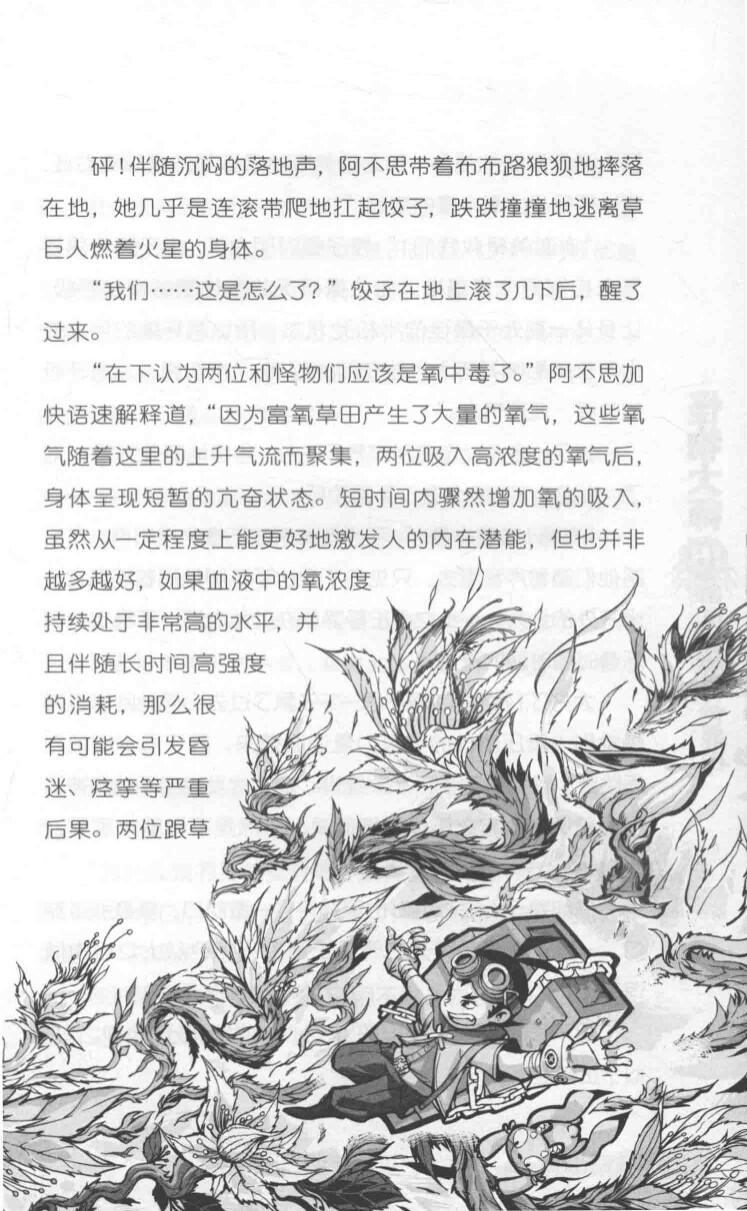 砰！伴随沉闷的落地声，阿不思带着布布路狼狈地摔落
在地，她几乎是连滚带爬地扛起饺子，跌跌撞撞地逃离草
巨人燃着火星的身体。
“我们……这是怎么了？”饺子在地上滚了几下后，醒了
过来。
“在下认为两位和怪物们应该是氧中毒了。”阿不思加
快语速解释道，“因为富氧草田产生了大量的氧气，这些氧
气随着这里的上升气流而聚集，两位吸入高浓度的氧气后，
身体呈现短暂的亢奋状态。短时间内骤然增加氧的吸入，
虽然从一定程度上能更好地激发人的内在潜能，但也并非
越多越好，如果血液中的氧浓度
持续处于非常高的水平，并
且伴随长时间高强度
的消耗，那么很
有可能会引发昏
迷、痉挛等严重
后果。两位跟草